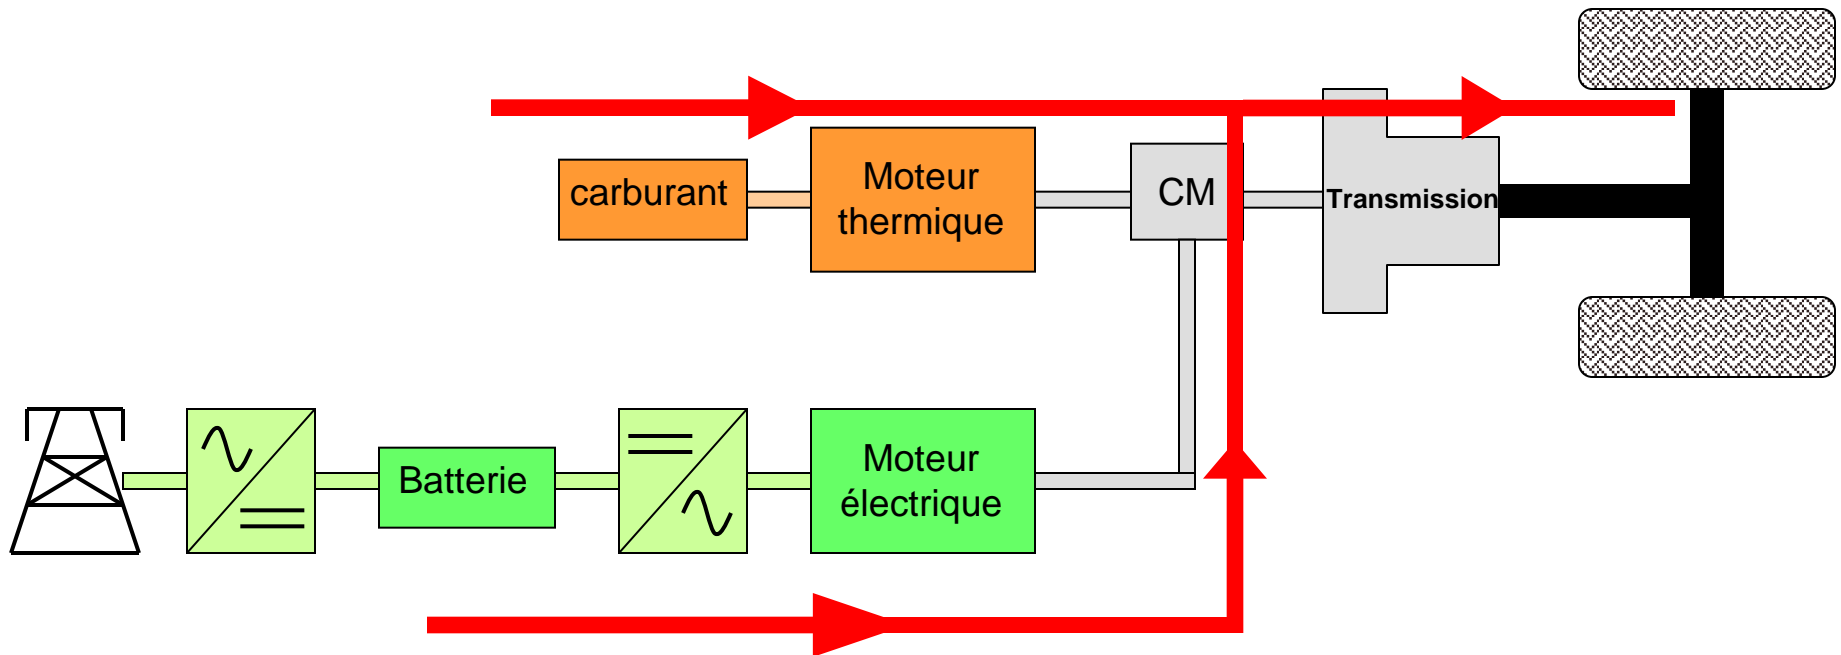 carburant
Moteur
thermique
CM
Transmission
Batterie
Moteur
électrique